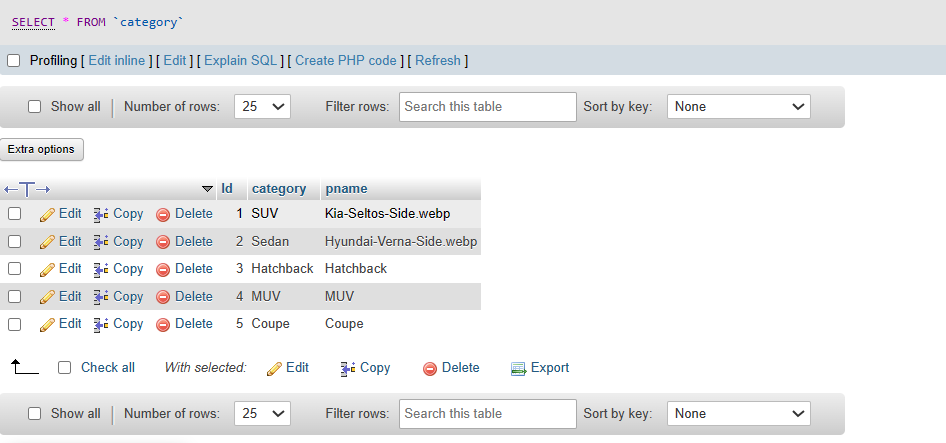 SELECT * FROM `category`
Profiling [ Edit inline ] [ Edit ] [ Explain SQL ] [ Create PHP code ] [ Refresh ]
Show all Number of rows: 25 Filter rows: Search this table Sort by key: None
Extra options
Id category pname
Edit Copy Delete 1 SUV Kia-Seltos-Side.webp
Edit Copy Delete 2 Sedan Hyundai-Verna-Side.webp
Edit Copy Delete 3 Hatchback Hatchback
Edit Copy Delete 4 MUV MUV
Edit Copy Delete 5 Coupe Coupe
Check all With selected: Edit Copy Delete Export
Show all Number of rows: 25 Filter rows: Search this table Sort by key: None